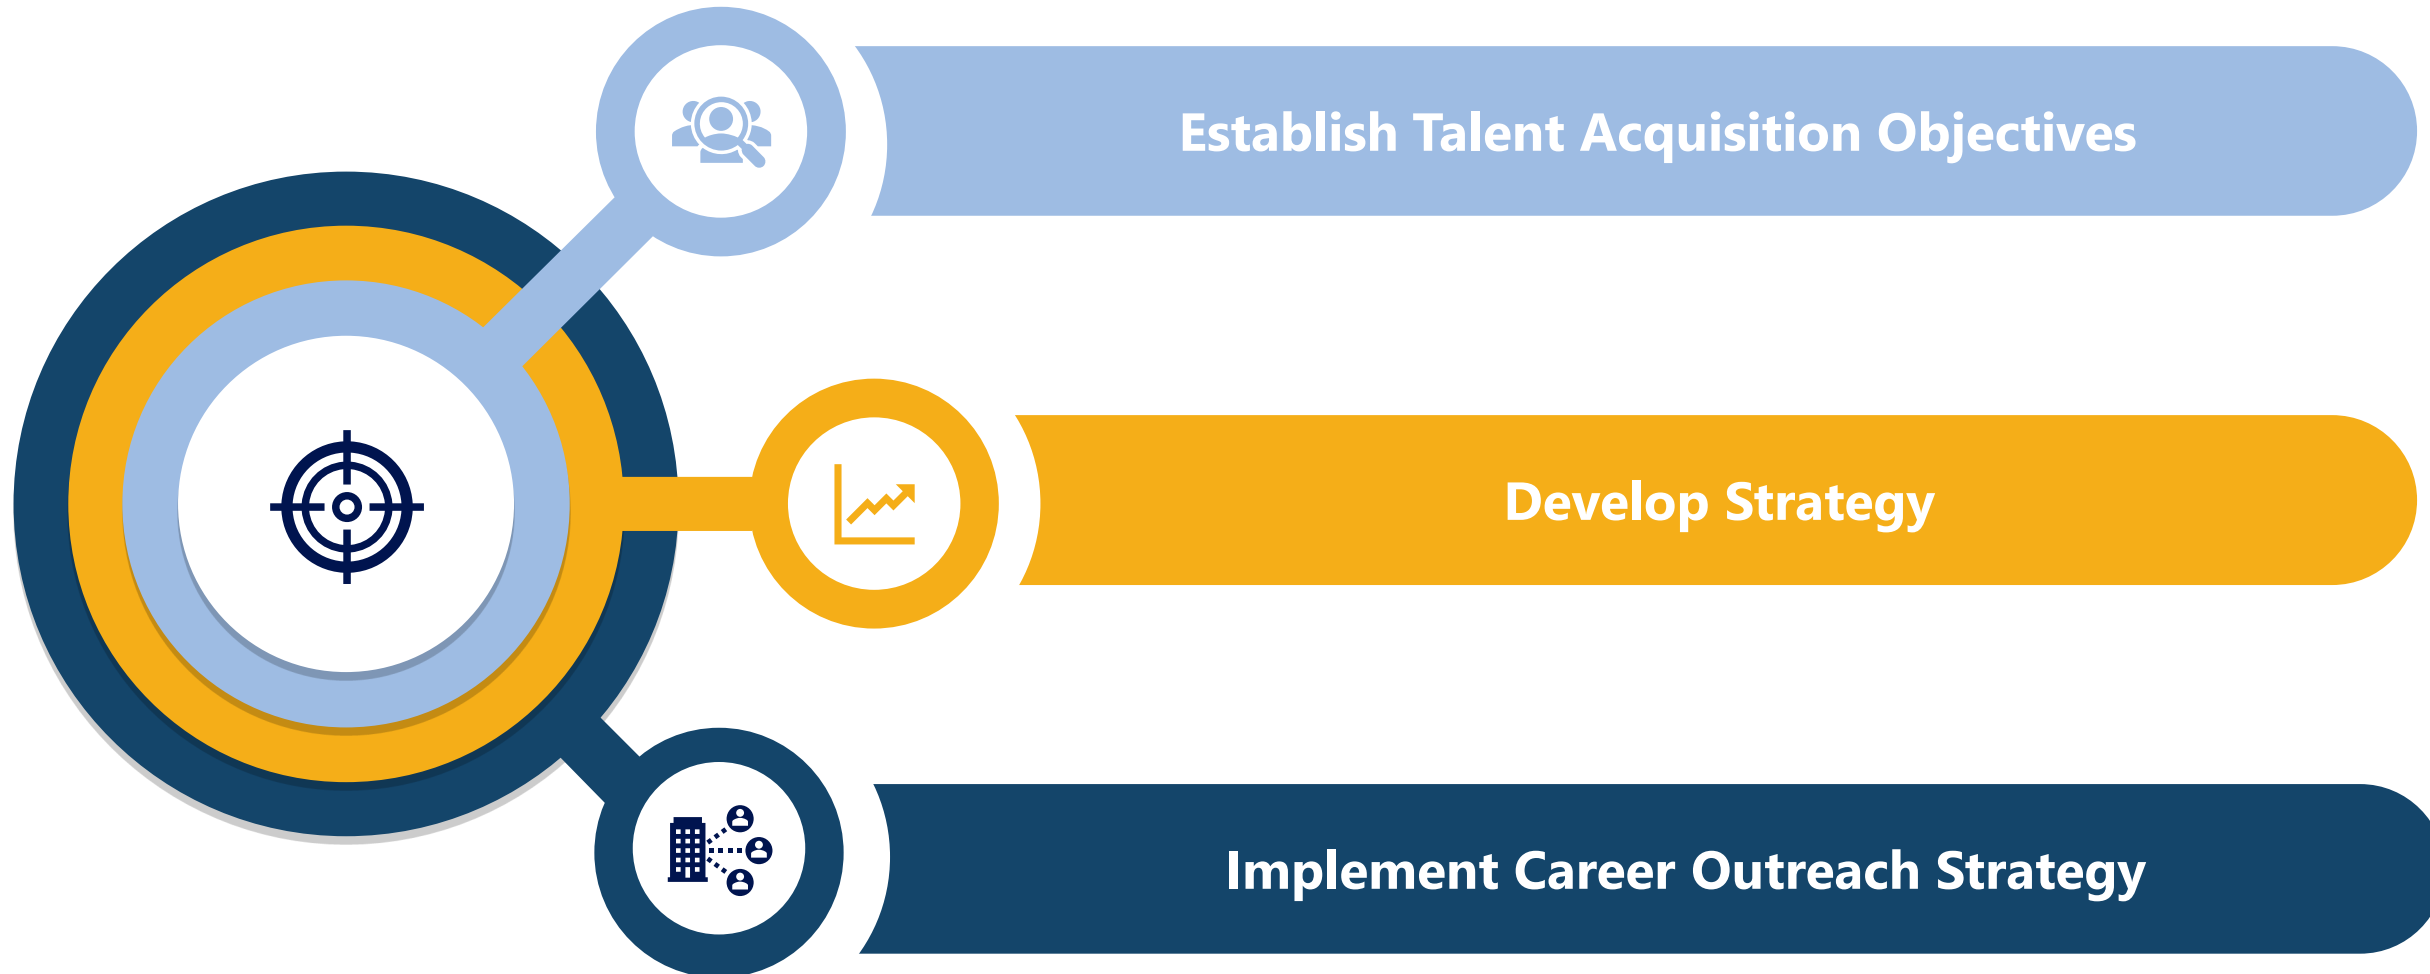 Establish Talent Acquisition Objectives
Develop Strategy
Implement Career Outreach Strategy